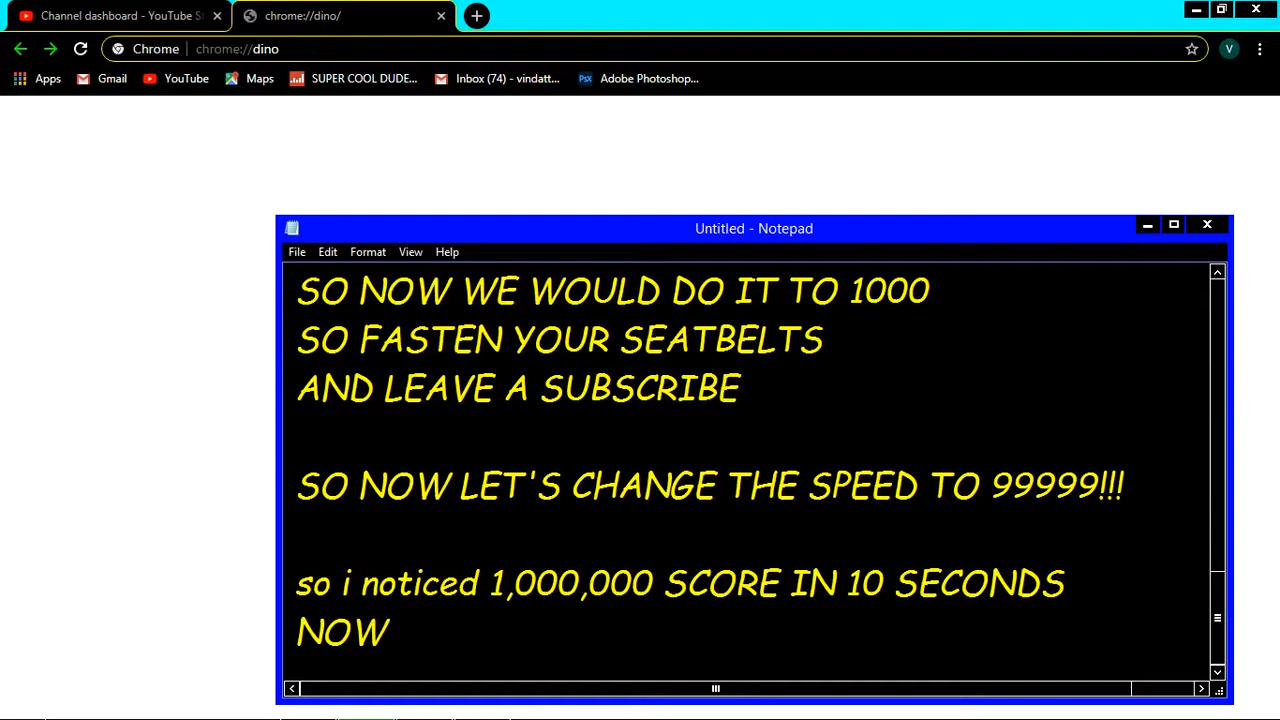 Channel dashboard - YouTube S
chrome://dino/
Chrome chrome://dino
V
Apps Gmail YouTube Maps SUPER COOL DUDE... Inbox (74) - vindatt... PSX Adobe Photoshop...
Untitled - Notepad
File Edit Format View Help
SO NOW WE WOULD DO IT TO 1000
SO FASTEN YOUR SEATBELTS
AND LEAVE A SUBSCRIBE
SO NOW LET'S CHANGE THE SPEED TO 99999!!!
so i noticed 1,000,000 SCORE IN 10 SECONDS
NOW